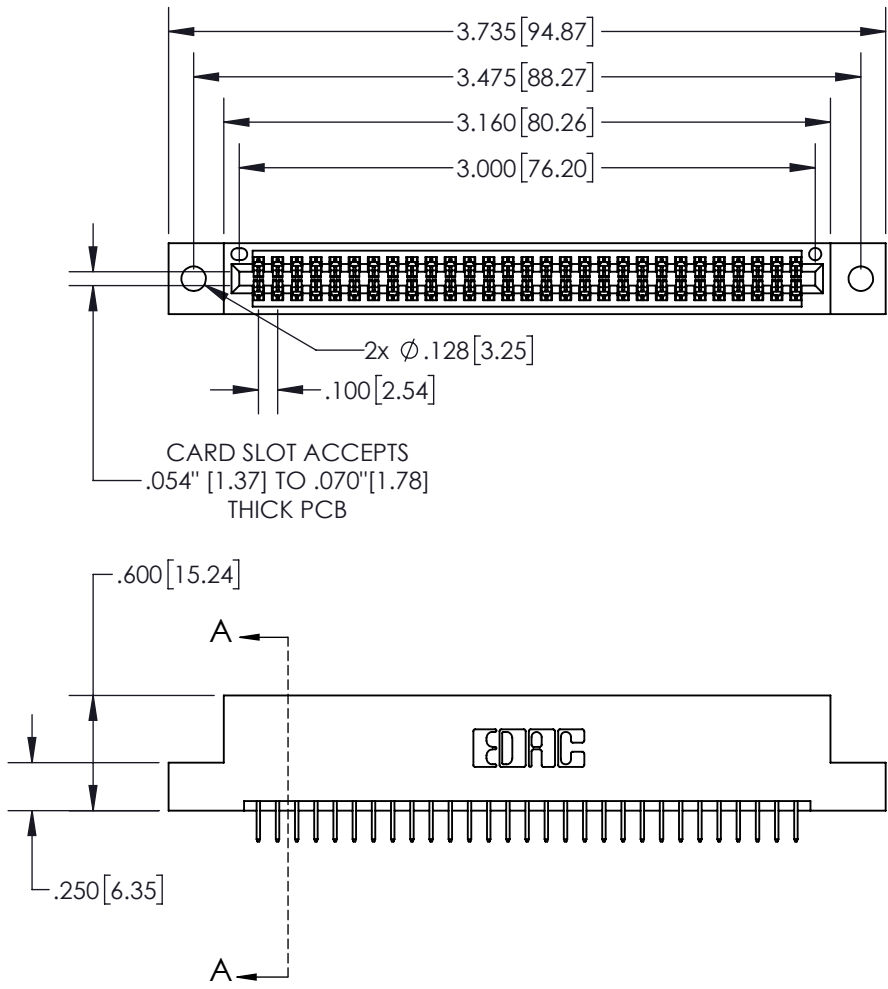 3.735[94.87]
3.475[88.27]
3.160[80.26]
3.000[76.20]
2x ∅.128[3.25]
.100[2.54]
CARD SLOT ACCEPTS
.054" [1.37] TO .070"[1.78]
THICK PCB
.600[15.24]
A
EDAC
.250[6.35]
A